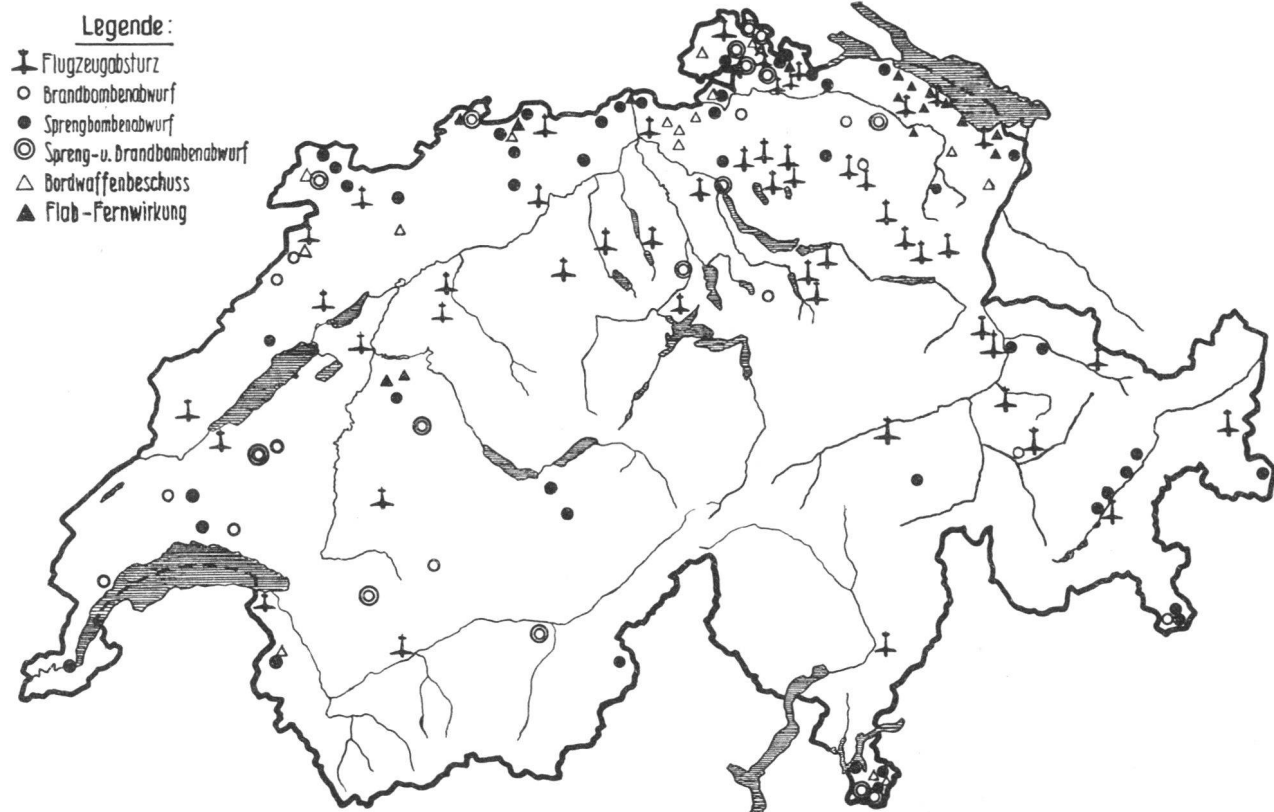 Legende:
Flugzeugabsturz
Brandbombenabwurf
Sprengbombenabwurf
Spreng-u. Brandbombenabwurf
Bordwaffenbeschuss
Flab-Fernwirkung